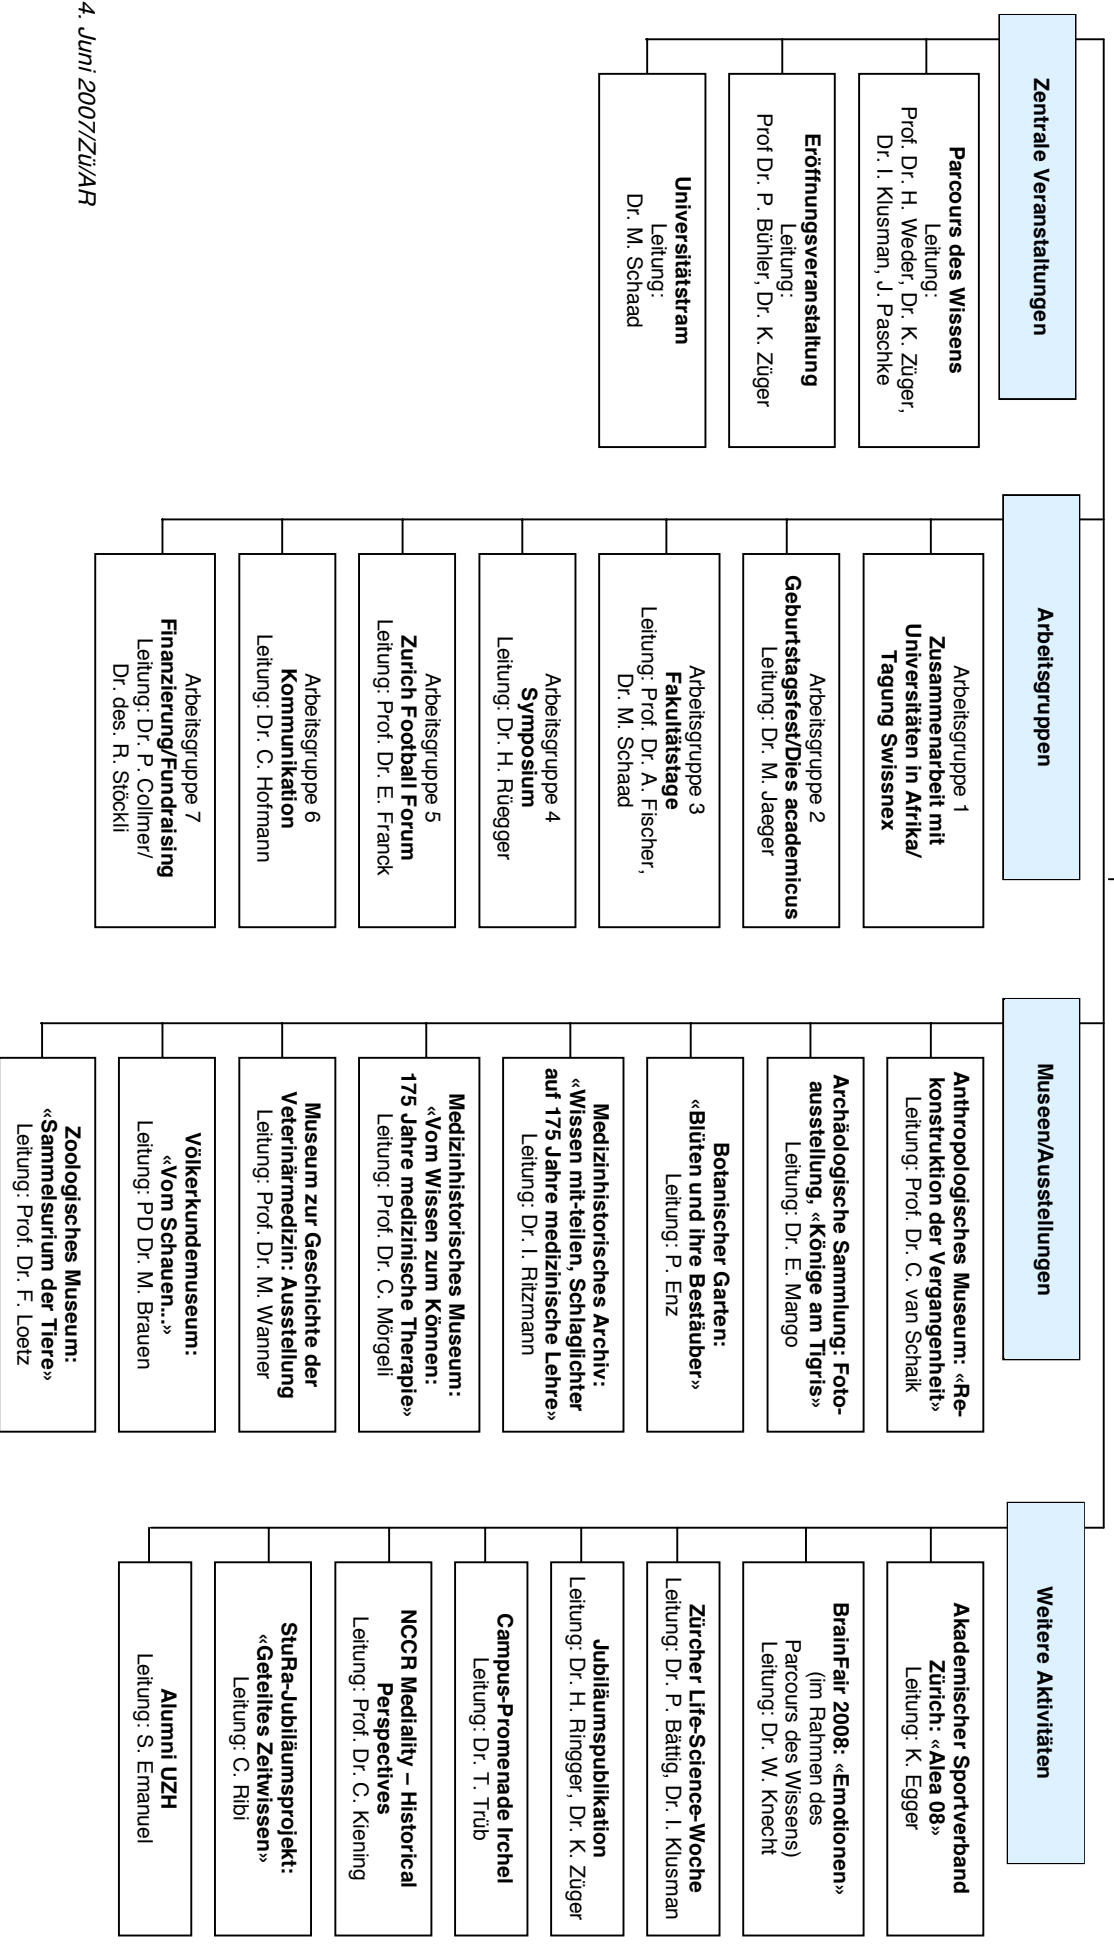 Zentrale Veranstaltungen
Parcours des Wissens
Leitung:
Prof. Dr. H. Weder, Dr. K. Züger,
Dr. I. Klusman, J. Paschke
Eröffnungsveranstaltung
Leitung:
Prof Dr. P. Bühler, Dr. K. Züger
Universitätstram
Leitung:
Dr. M. Schaad
Arbeitsgruppen
Arbeitsgruppe 1
Zusammenarbeit mit
Universitäten in Afrika/
Tagung Swissnex
Arbeitsgruppe 2
Geburtstagsfest/Dies academicus
Leitung: Dr. M. Jaeger
Arbeitsgruppe 3
Fakultätstage
Leitung: Prof. Dr. A. Fischer,
Dr. M. Schaad
Arbeitsgruppe 4
Symposium
Leitung: Dr. H. Rüegger
Arbeitsgruppe 5
Zurich Football Forum
Leitung: Prof. Dr. E. Franck
Arbeitsgruppe 6
Kommunikation
Leitung: Dr. C. Hofmann
Arbeitsgruppe 7
Finanzierung/Fundraising
Leitung: Dr. P. Collmer/
Dr. des. R. Stöckli
Museen/Ausstellungen
Anthropologisches Museum: «Re-
konstruktion der Vergangenheit»
Leitung: Prof. Dr. C. van Schaik
Archäologische Sammlung: Foto-
ausstellung, «Könige am Tigris»
Leitung: Dr. E. Mango
Botanischer Garten:
«Blüten und ihre Bestäuber»
Leitung: P. Enz
Medizinhistorisches Archiv:
«Wissen mit-teilen, Schlaglichter
auf 175 Jahre medizinische Lehre»
Leitung: Dr. I. Ritzmann
Medizinhistorisches Museum:
«Vom Wissen zum Können:
175 Jahre medizinische Therapie»
Leitung: Prof. Dr. C. Mörgeli
Museum zur Geschichte der
Veterinärmedizin: Ausstellung
Leitung: Prof. Dr. M. Wanner
Völkerkundemuseum:
«Vom Schauen...»
Leitung: PD Dr. M. Brauen
Zoologisches Museum:
«Sammelsurium der Tiere»
Leitung: Prof. Dr. F. Loetz
Weitere Aktivitäten
Akademischer Sportverband
Zürich: «Alea 08»
Leitung: K. Egger
BrainFair 2008: «Emotionen»
(im Rahmen des
Parcours des Wissens)
Leitung: Dr. W. Knecht
Zürcher Life-Science-Woche
Leitung: Dr. P. Bättig, Dr. I. Klusman
Jubiläumspublikation
Leitung: Dr. H. Ringger, Dr. K. Züger
Campus-Promenade Irchel
Leitung: Dr. T. Trüb
NCCR Mediality – Historical
Perspectives
Leitung: Prof. Dr. C. Kiening
StuRa-Jubiläumsprojekt:
«Geteiltes Zeitwissen»
Leitung: C. Ribi
Alumni UZH
Leitung: S. Emanuel
4. Juni 2007/Zü/AR